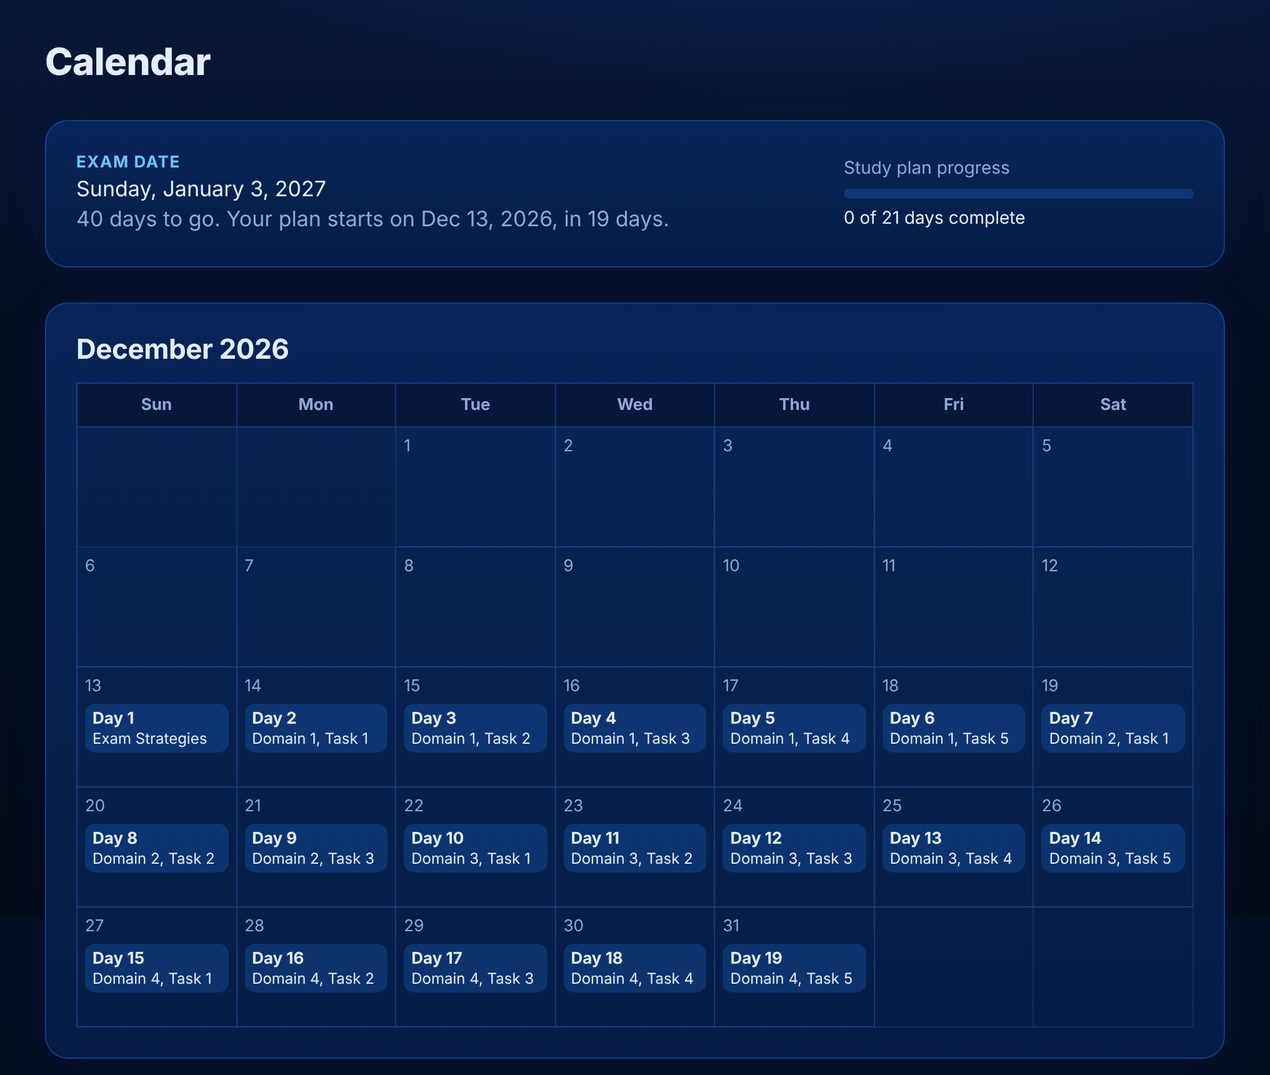 Calendar
EXAM DATE
Sunday, January 3, 2027
40 days to go. Your plan starts on Dec 13, 2026, in 19 days.
Study plan progress
0 of 21 days complete
December 2026
Sun Mon Tue Wed Thu Fri Sat
1 2 3 4 5
6 7 8 9 10 11 12
13 14 15 16 17 18 19
Day 1 Day 2 Day 3 Day 4 Day 5 Day 6 Day 7
Exam Strategies Domain 1, Task 1 Domain 1, Task 2 Domain 1, Task 3 Domain 1, Task 4 Domain 1, Task 5 Domain 2, Task 1
20 21 22 23 24 25 26
Day 8 Day 9 Day 10 Day 11 Day 12 Day 13 Day 14
Domain 2, Task 2 Domain 2, Task 3 Domain 3, Task 1 Domain 3, Task 2 Domain 3, Task 3 Domain 3, Task 4 Domain 3, Task 5
27 28 29 30 31
Day 15 Day 16 Day 17 Day 18 Day 19
Domain 4, Task 1 Domain 4, Task 2 Domain 4, Task 3 Domain 4, Task 4 Domain 4, Task 5